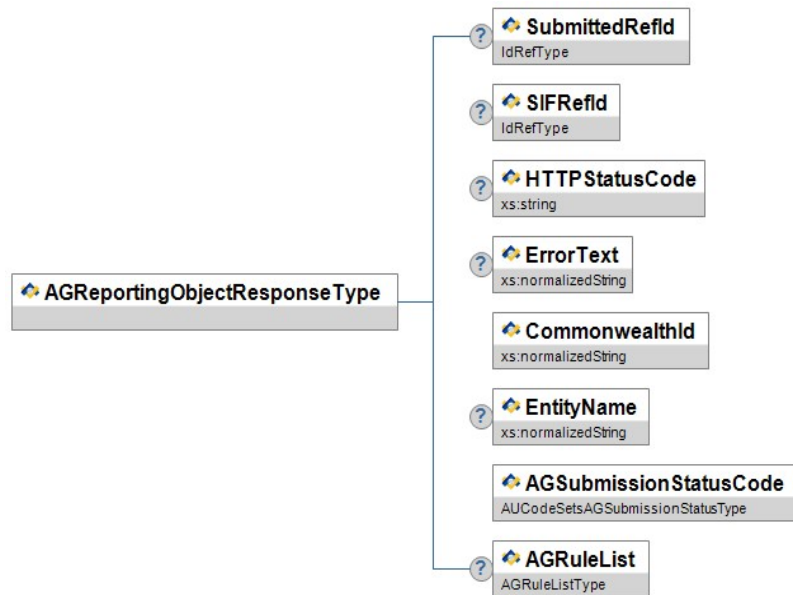 ?
SubmittedRefId
IdRefType
?
SIFRefId
IdRefType
?
HTTPStatusCode
xs:string
?
ErrorText
xs:normalizedString
AGReportingObjectResponseType
CommonwealthId
xs:normalizedString
?
EntityName
xs:normalizedString
AGSubmissionStatusCode
AUCodeSetsAGSubmissionStatusType
?
AGRuleList
AGRuleListType